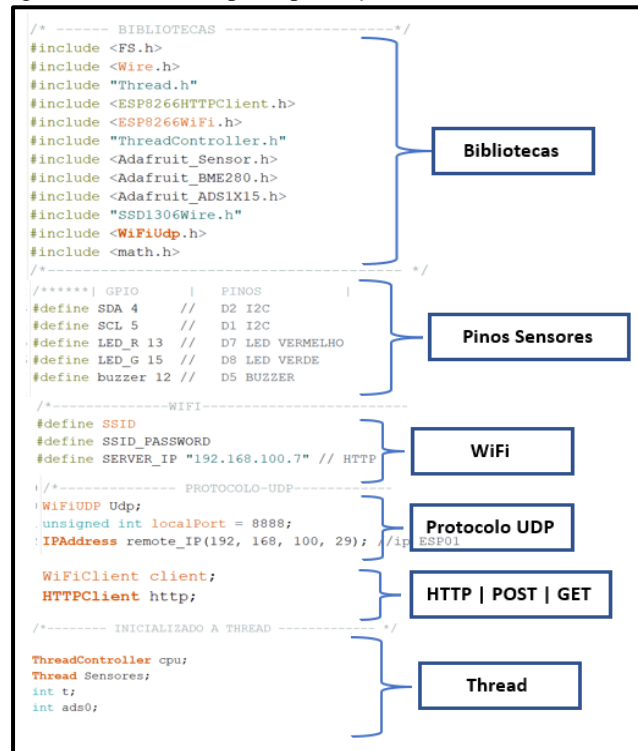 /* ------ BIBLIOTECAS --------------------*/
#include <FS.h>
#include <Wire.h>
#include "Thread.h"
#include <ESP8266HTTPClient.h>
#include <ESP8266WiFi.h>
#include "ThreadController.h"
#include <Adafruit_Sensor.h>
#include <Adafruit_BME280.h>
#include <Adafruit_ADS1X15.h>
#include "SSD1306Wire.h"
#include <WiFiUdp.h>
#include <math.h>
Bibliotecas
/*------------------------------------------ */
/******| GPIO | PINOS |
#define SDA 4 // D2 I2C
#define SCL 5 // D1 I2C
#define LED_R 13 // D7 LED VERMELHO
#define LED_G 15 // D8 LED VERDE
#define buzzer 12 // D5 BUZZER
Pinos Sensores
/*--------------WIFI-------------------------
#define SSID
#define SSID_PASSWORD
#define SERVER_IP "192.168.100.7" // HTTP
WiFi
/*-------------- PROTOCOLO-UDP------------
WiFiUDP Udp;
unsigned int localPort = 8888;
IPAddress remote_IP(192, 168, 100, 29); //ip ESP01
Protocolo UDP
WiFiClient client;
HTTPClient http;
HTTP | POST | GET
/*-------- INICIALIZADO A THREAD ------------ */
ThreadController cpu;
Thread Sensores;
int t;
int ads0;
Thread